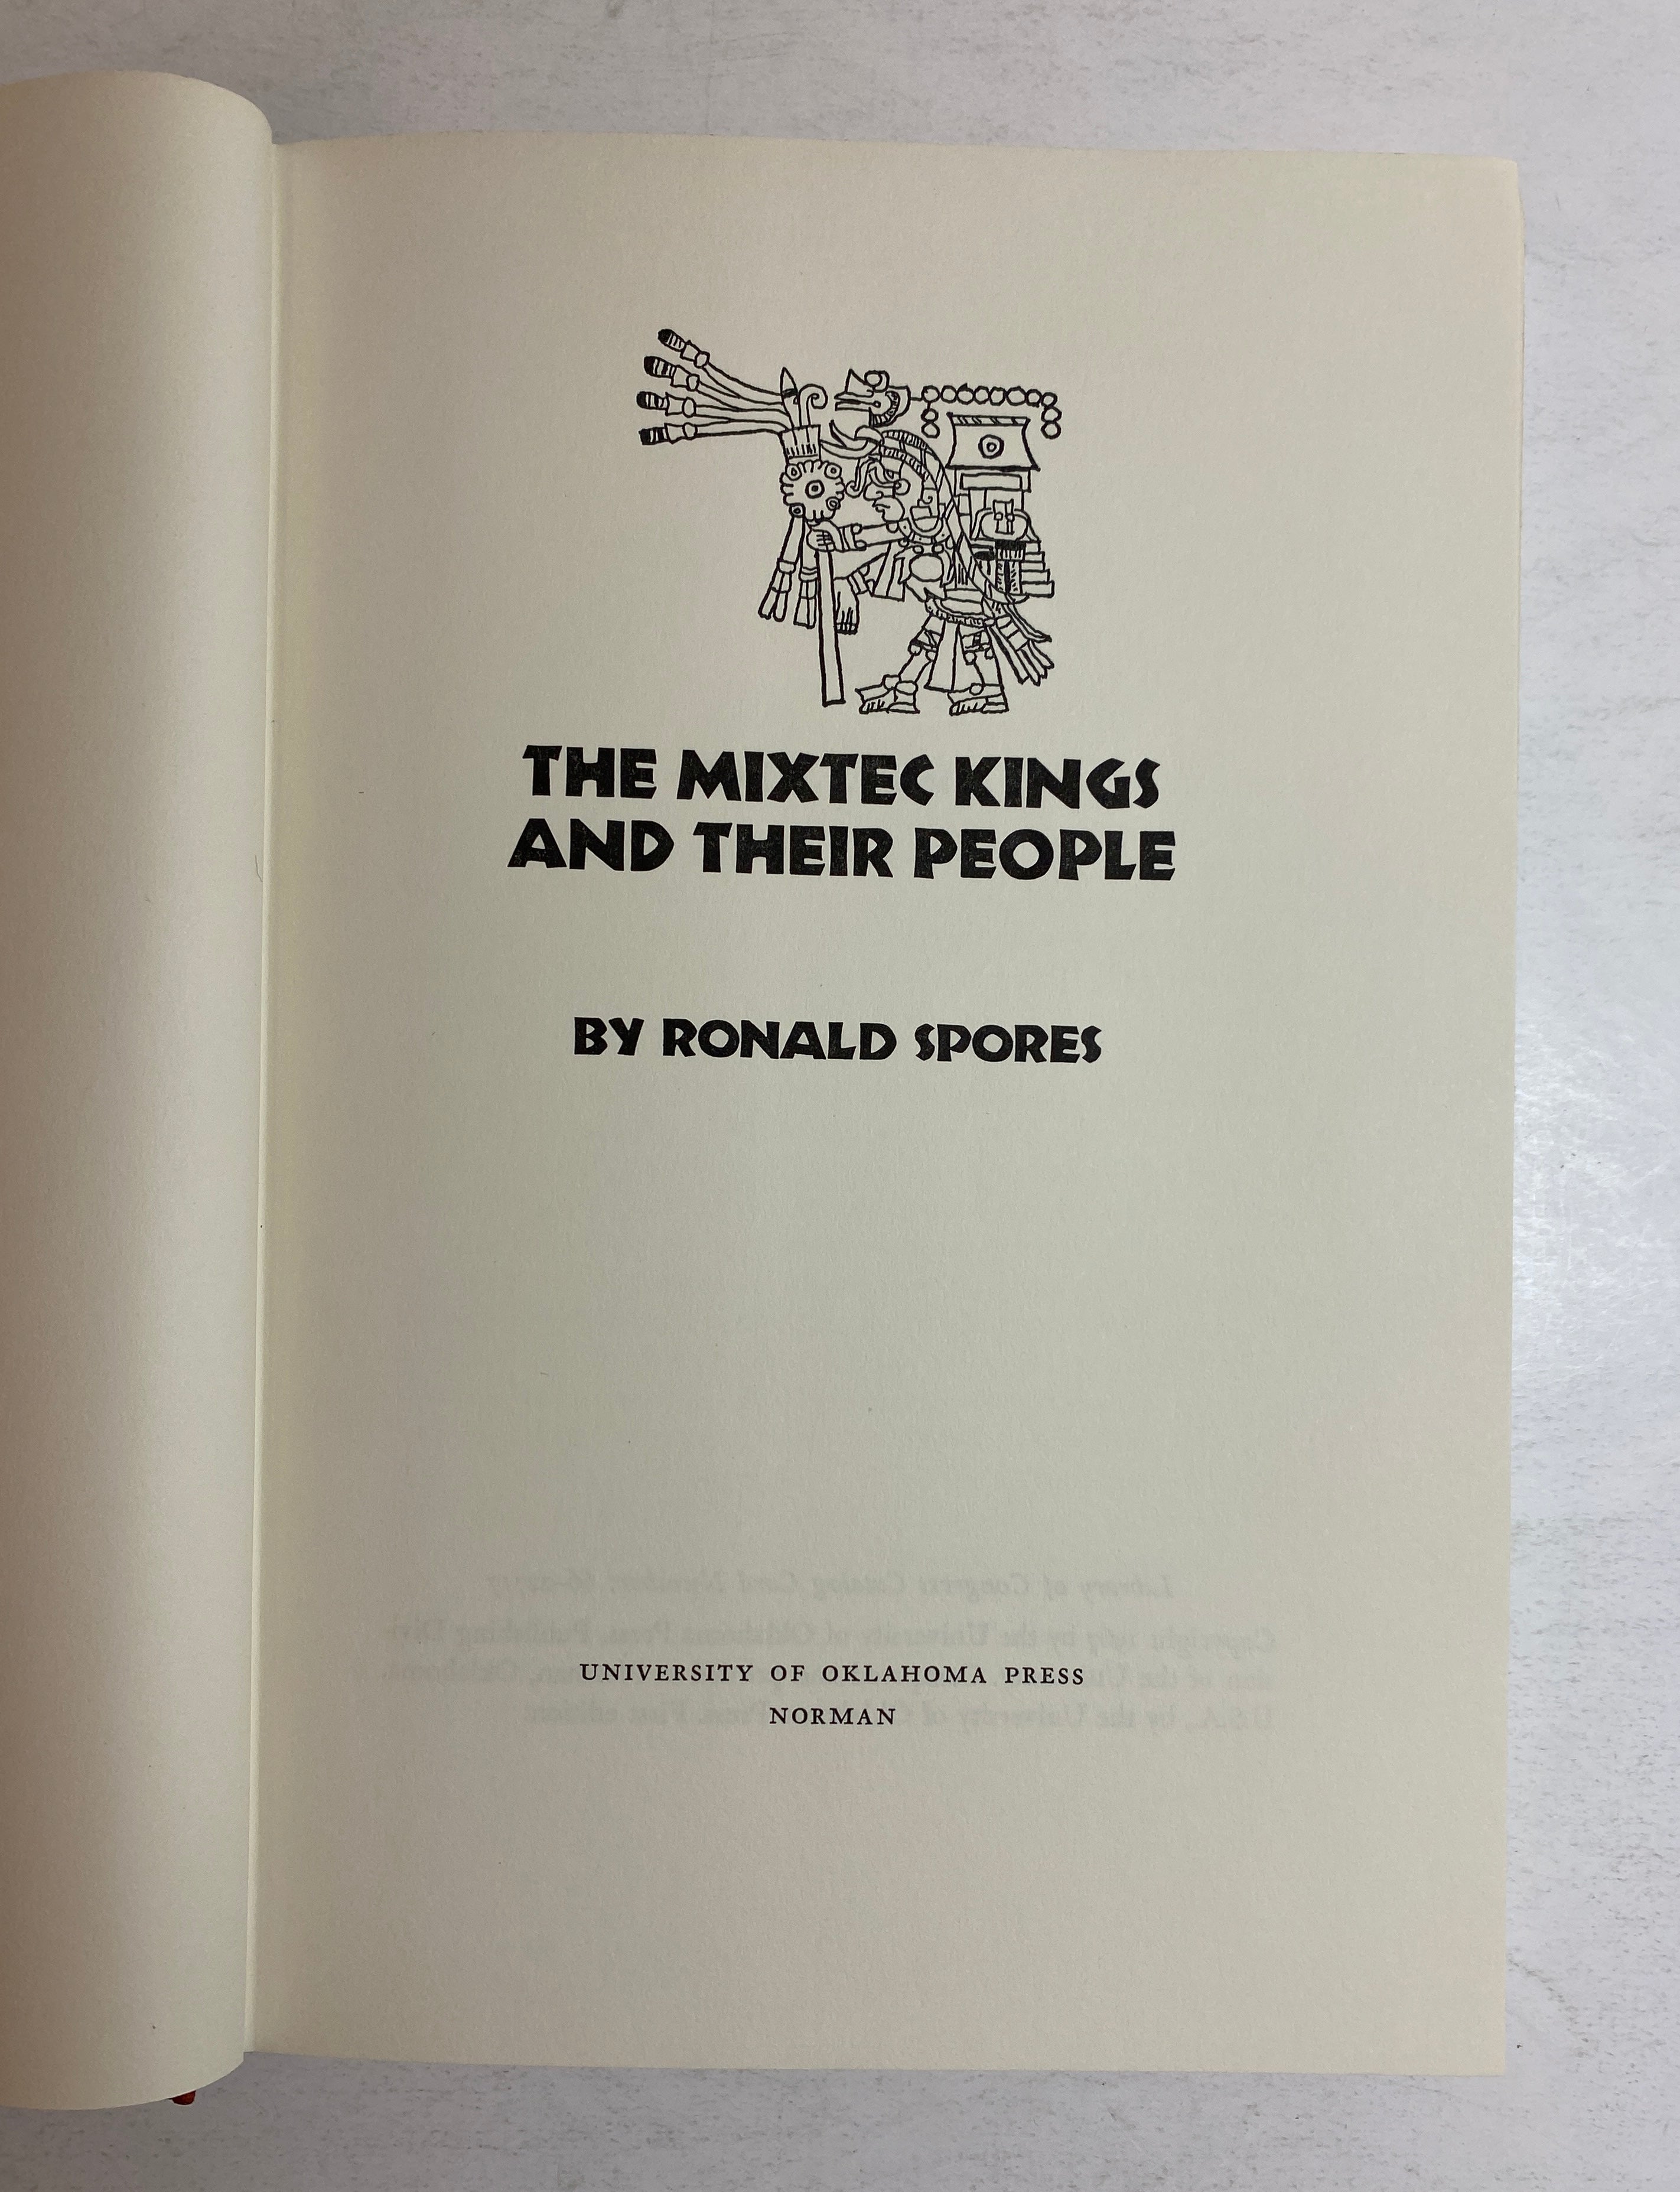 THE MIXTEC KINGS
AND THEIR PEOPLE
BY RONALD SPORES
UNIVERSITY OF OKLAHOMA PRESS
NORMAN